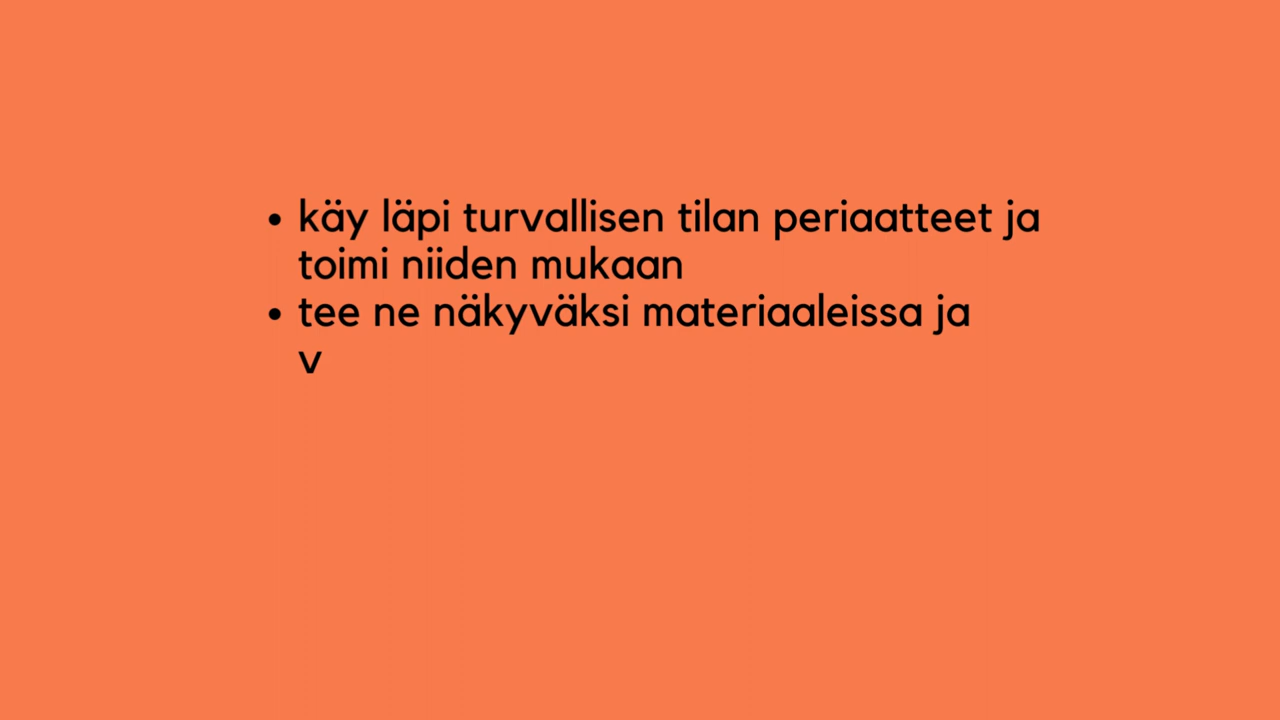 • käy läpi turvallisen tilan periaatteet ja
toimi niiden mukaan
• tee ne näkyväksi materiaaleissa ja
v